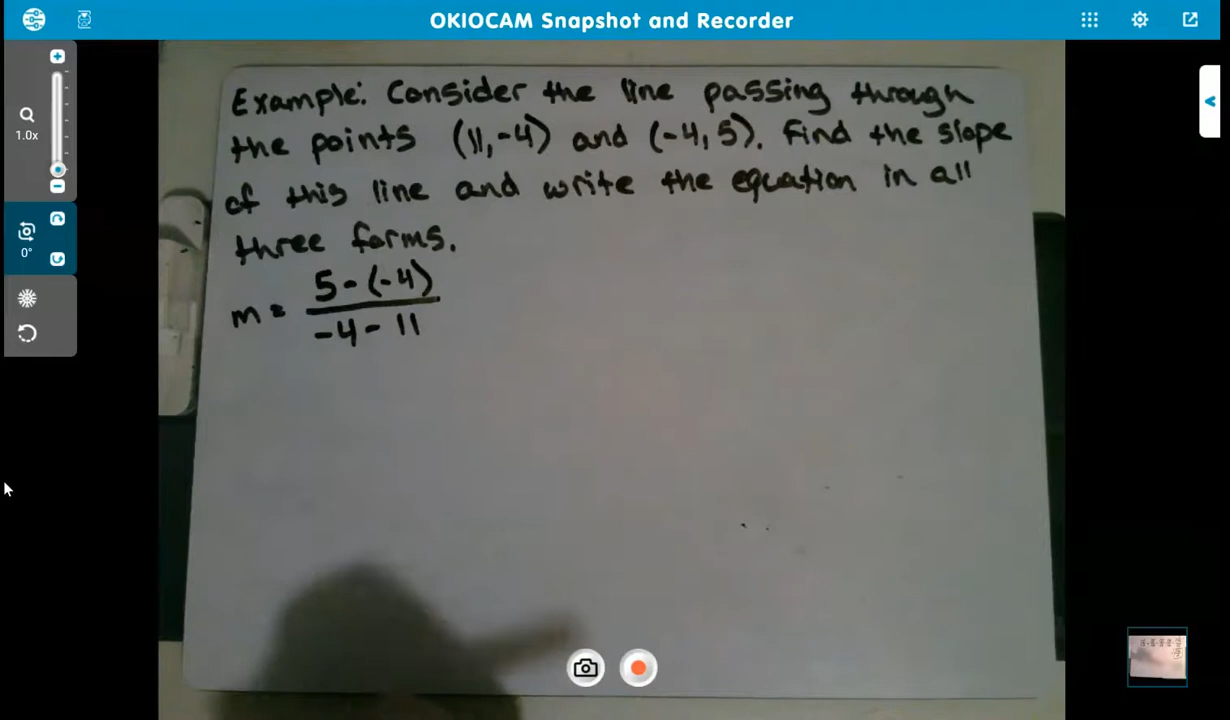 OKIOCAM Snapshot and Recorder
1.0x
0°
Example: Consider the line passing through
the points (11,-4) and (-4,5). Find the slope
of this line and write the equation in all
three forms.
m = 5-(-4)
-4-11